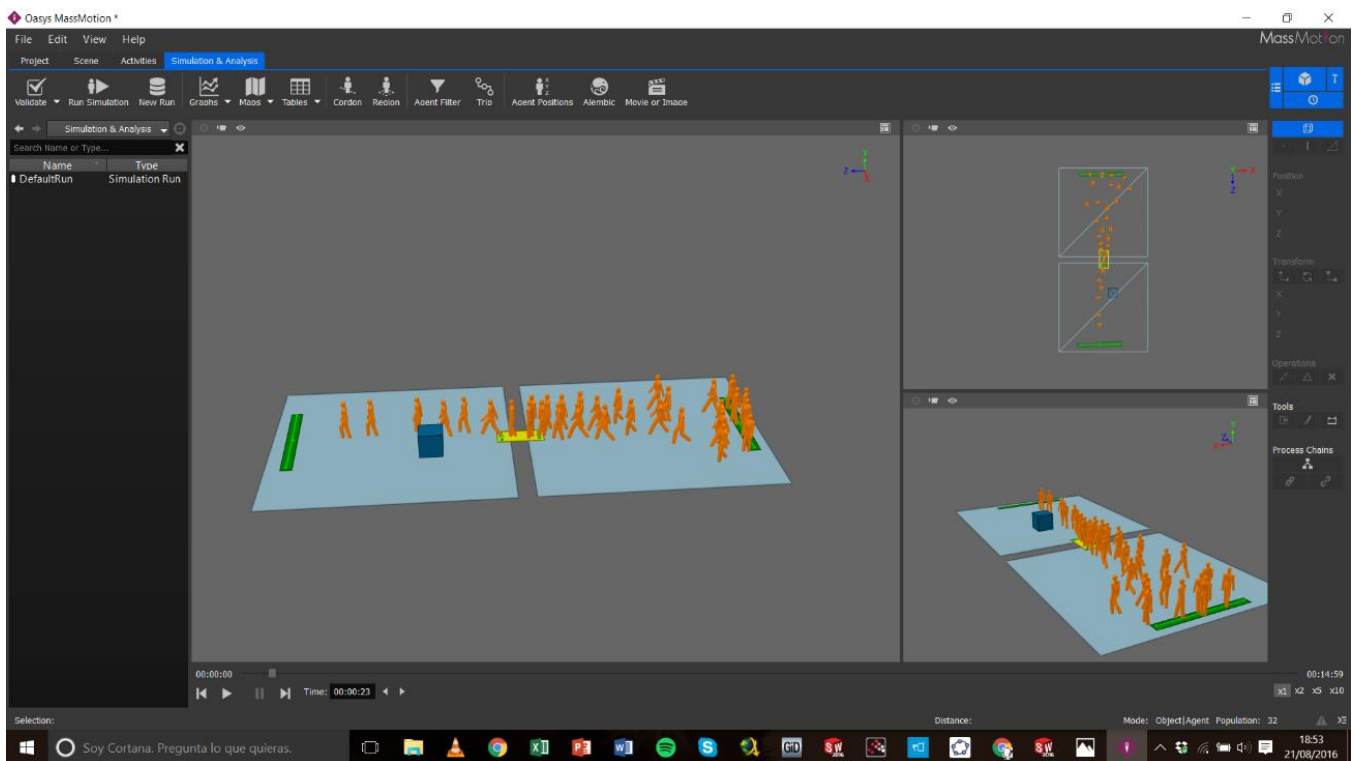 Oasys MassMotion *
File Edit View Help
MassMotion
Project Scene Activities Simulation & Analysis
Validate Run Simulation New Run Graphs Maps Tables Cordon Region Agent Filter Trip Agent Positions Alembic Movie or Image
Simulation & Analysis
Search Name or Type...
Name Type
DefaultRun Simulation Run
Y
Z
X
Y
X
Z
Y
Z
X
Position
X
Y
Z
Transform
X
Y
Z
Operations
Tools
Process Chains
00:00:00
00:14:59
Time: 00:00:23
x1 x2 x5 x10
Selection:
Distance:
Mode: Object|Agent Population: 32
Soy Cortana. Pregunta lo que quieras.
GiD
SW
SW
18:53
21/08/2016